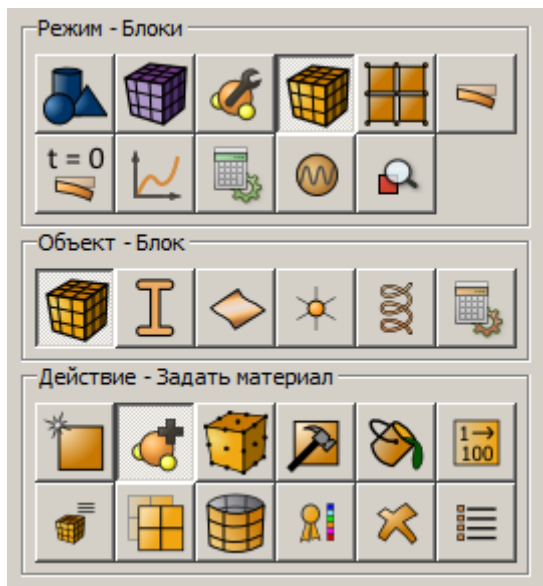 Режим - Блоки
t = 0
Объект - Блок
Действие - Задать материал
1→
100